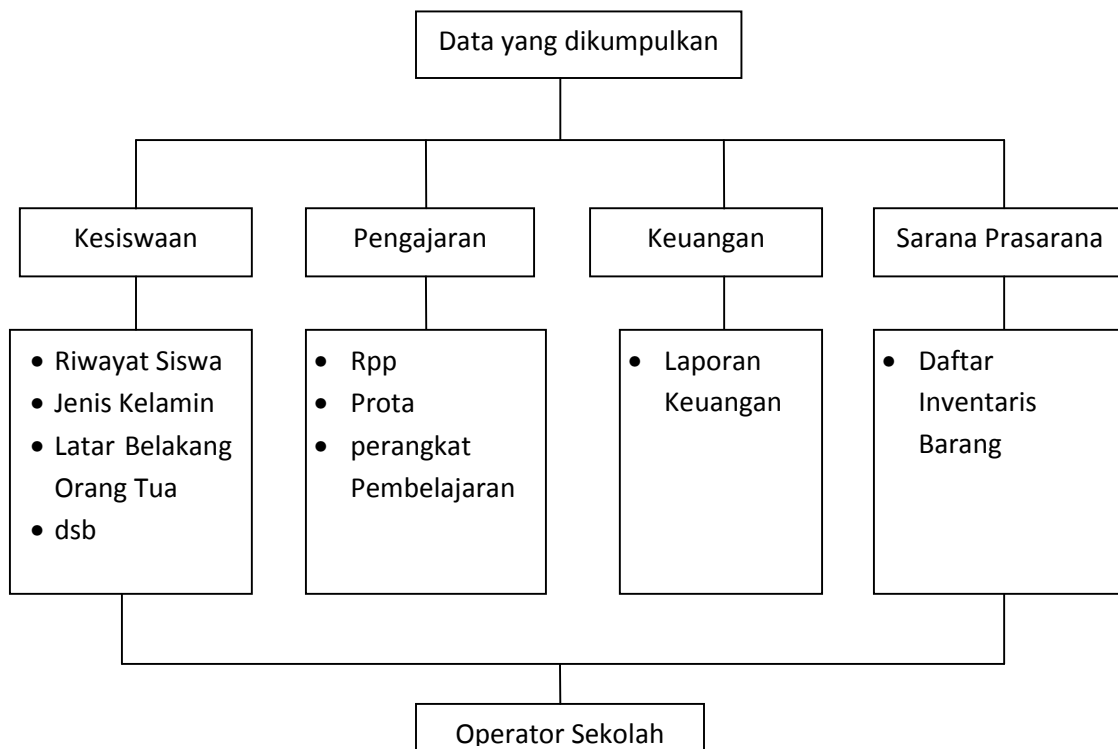 Data yang dikumpulkan
Kesiswaan
Pengajaran
Keuangan
Sarana Prasarana
• Riwayat Siswa
• Jenis Kelamin
• Latar Belakang
Orang Tua
• dsb
• Rpp
• Prota
• perangkat
Pembelajaran
• Laporan
Keuangan
• Daftar
Inventaris
Barang
Operator Sekolah